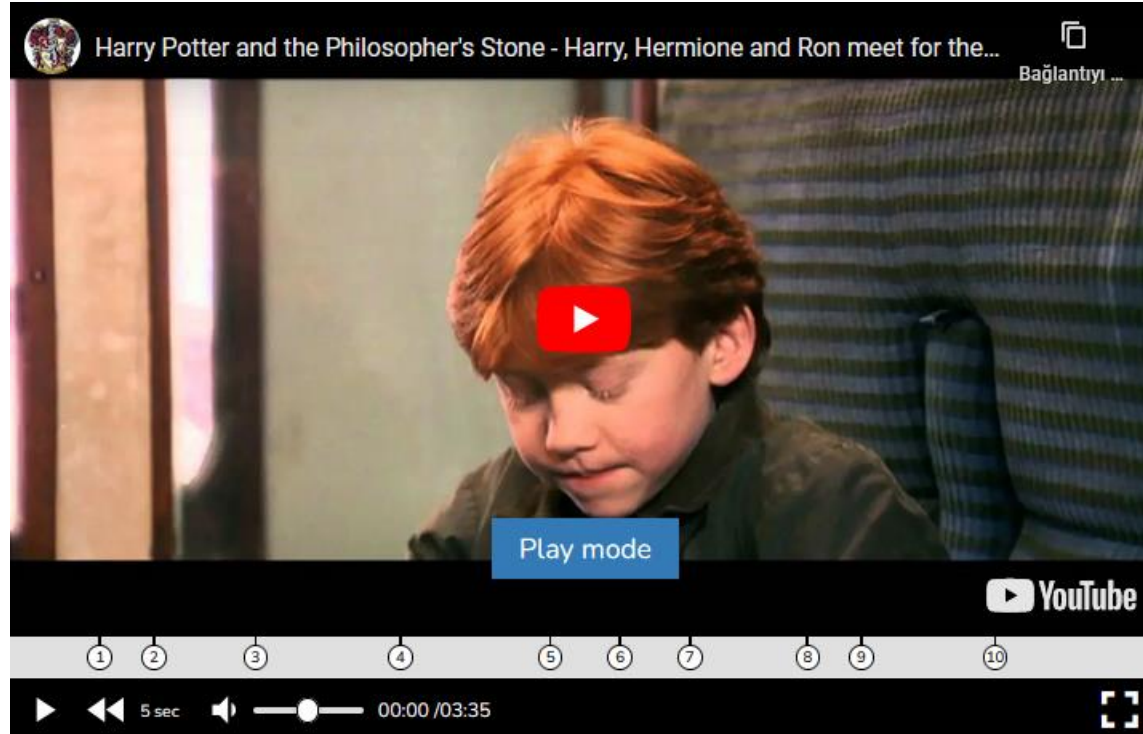 Harry Potter and the Philosopher's Stone - Harry, Hermione and Ron meet for the...
Bağlantıyı ...
Play mode
YouTube
1 2 3 4 5 6 7 8 9 10
5 sec 00:00 /03:35